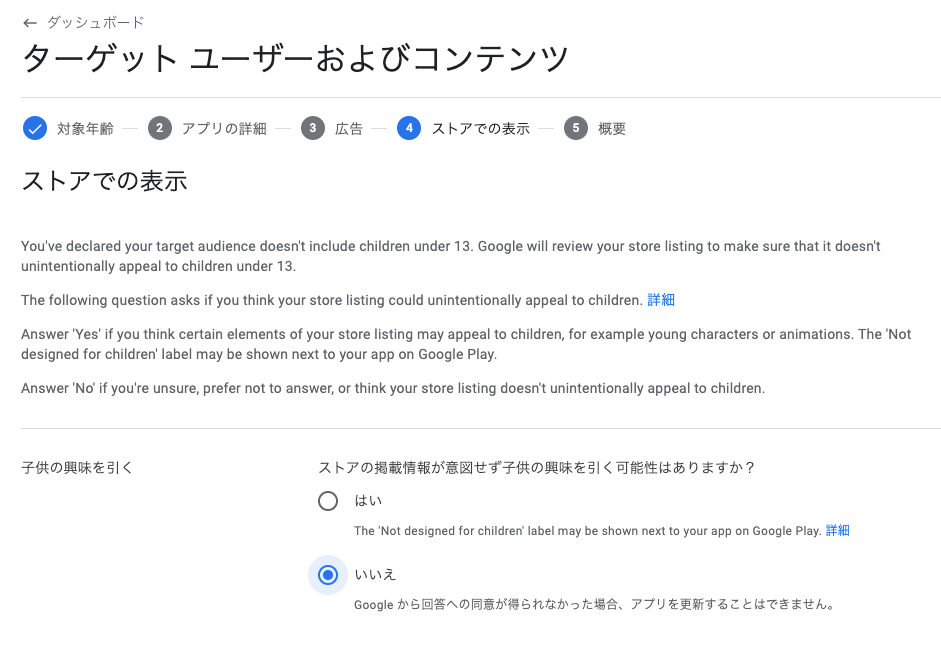 ← ダッシュボード
ターゲット ユーザーおよびコンテンツ
対象年齢 2 アプリの詳細 3 広告 4 ストアでの表示 5 概要
ストアでの表示
You've declared your target audience doesn't include children under 13. Google will review your store listing to make sure that it doesn't
unintentionally appeal to children under 13.
The following question asks if you think your store listing could unintentionally appeal to children. 詳細
Answer 'Yes' if you think certain elements of your store listing may appeal to children, for example young characters or animations. The 'Not
designed for children' label may be shown next to your app on Google Play.
Answer 'No' if you're unsure, prefer not to answer, or think your store listing doesn't unintentionally appeal to children.
子供の興味を引く
ストアの掲載情報が意図せず子供の興味を引く可能性はありますか？
はい
The 'Not designed for children' label may be shown next to your app on Google Play. 詳細
いいえ
Google から回答への同意が得られなかった場合、アプリを更新することはできません。